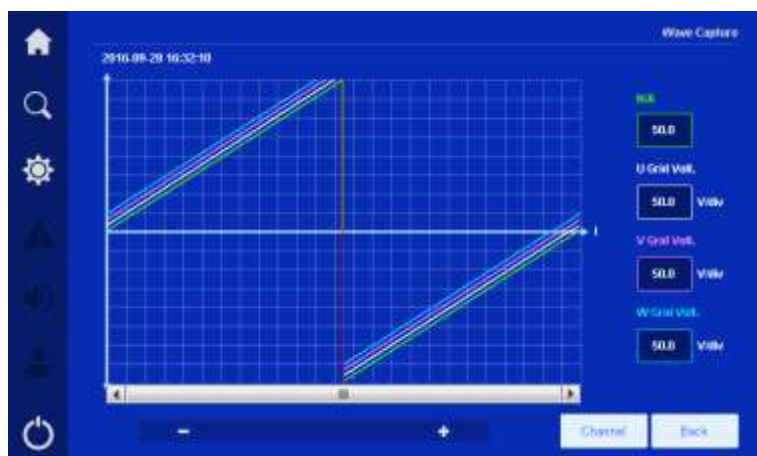 Wave Capture
2016-09-20 16:32:10
N/A
50.0
U Grid Volt.
50.0 V/div
V Grid Volt.
50.0 V/div
W Grid Volt.
50.0 V/div
t
- +
Channel Back